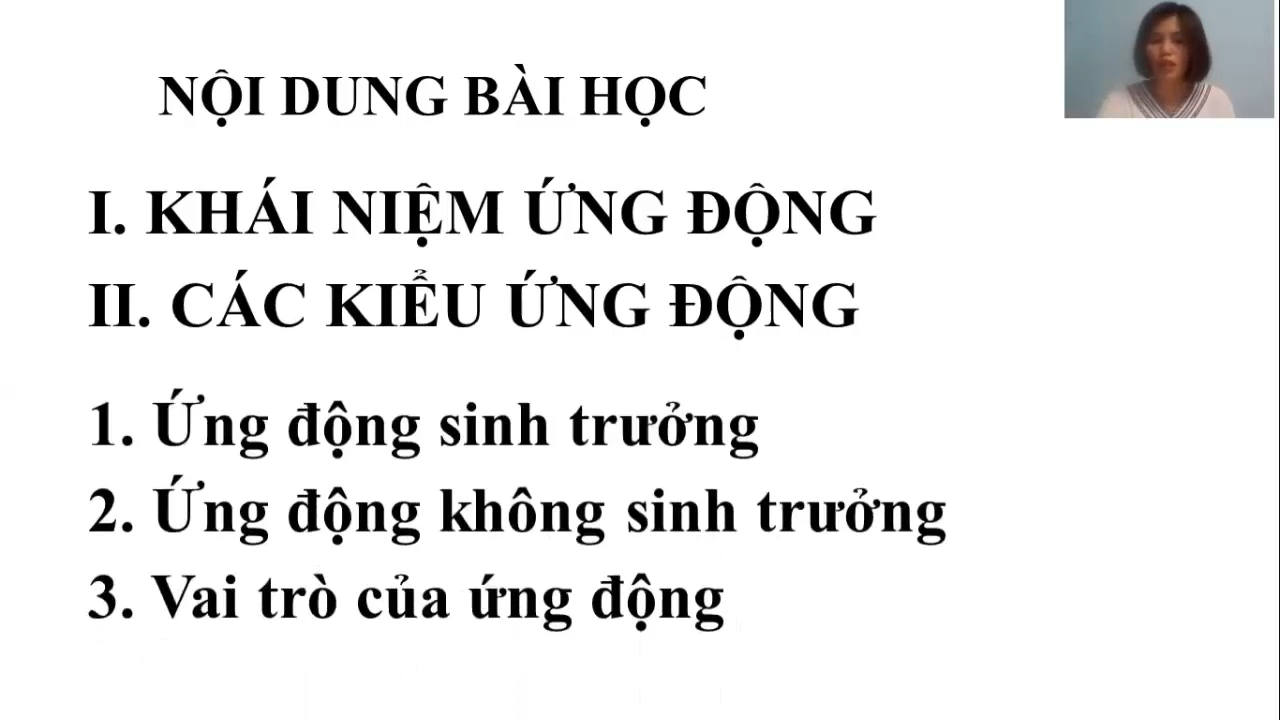 NỘI DUNG BÀI HỌC
I. KHÁI NIỆM ỨNG ĐỘNG
II. CÁC KIỂU ỨNG ĐỘNG
1. Ứng động sinh trưởng
2. Ứng động không sinh trưởng
3. Vai trò của ứng động